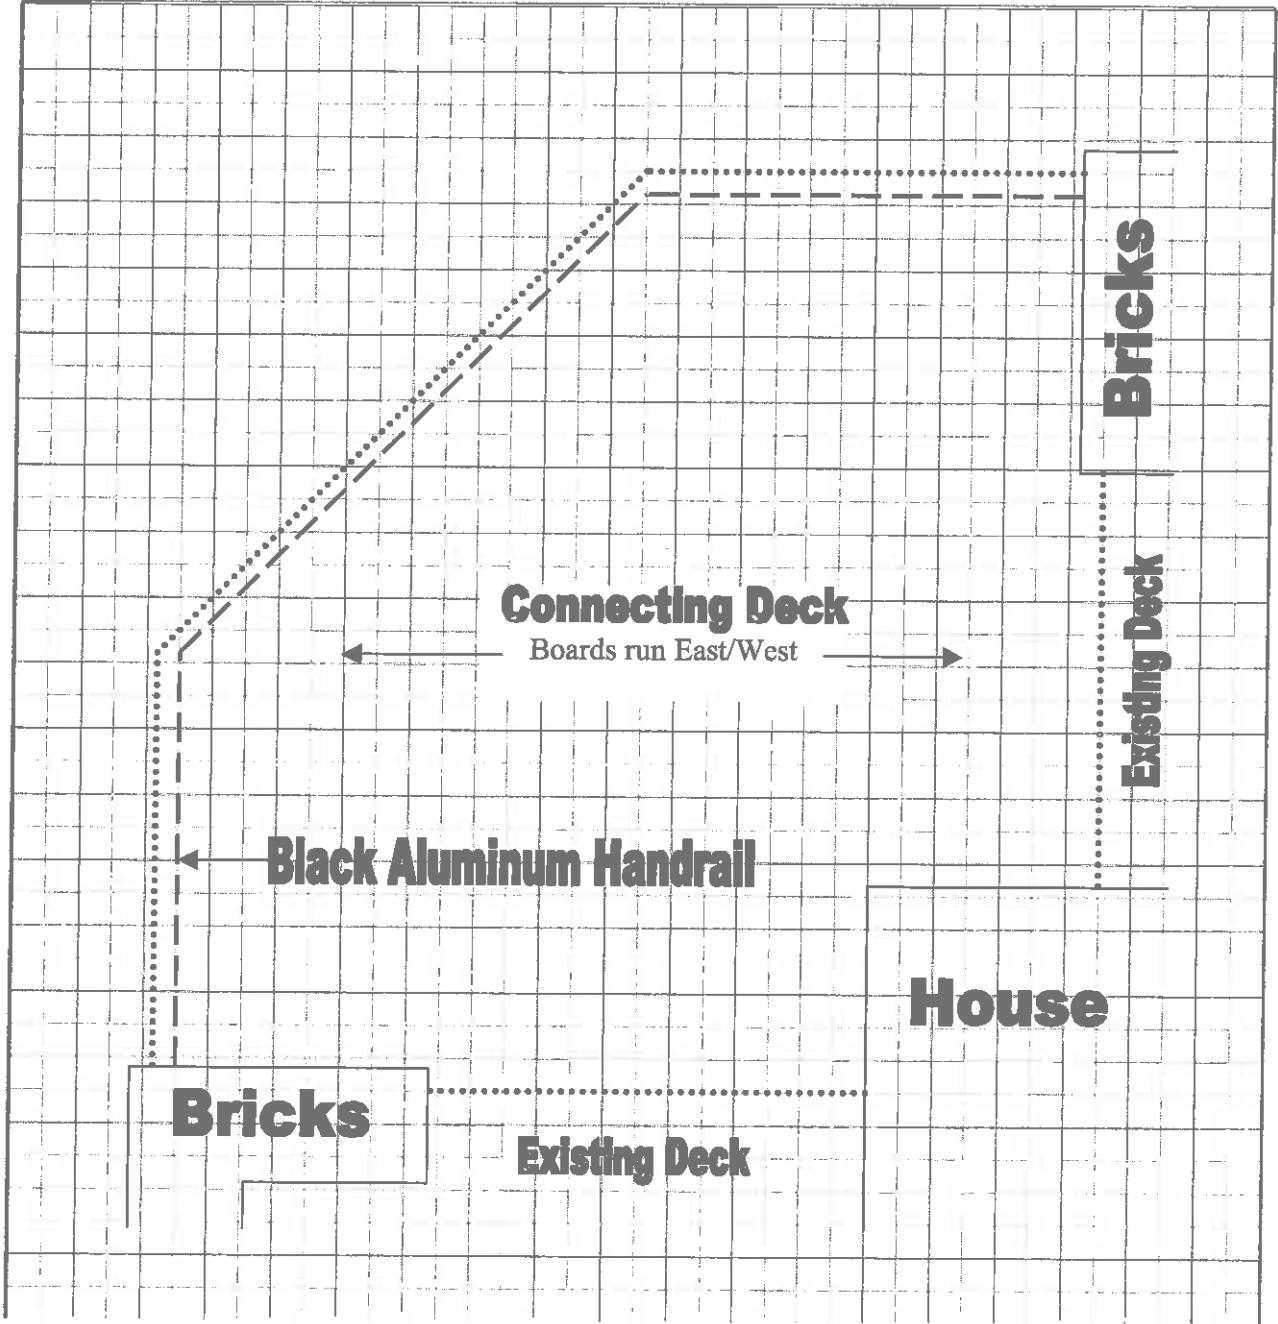 Bricks
Connecting Deck
Boards run East/West
Existing Deck
Black Aluminum Handrail
House
Bricks
Existing Deck